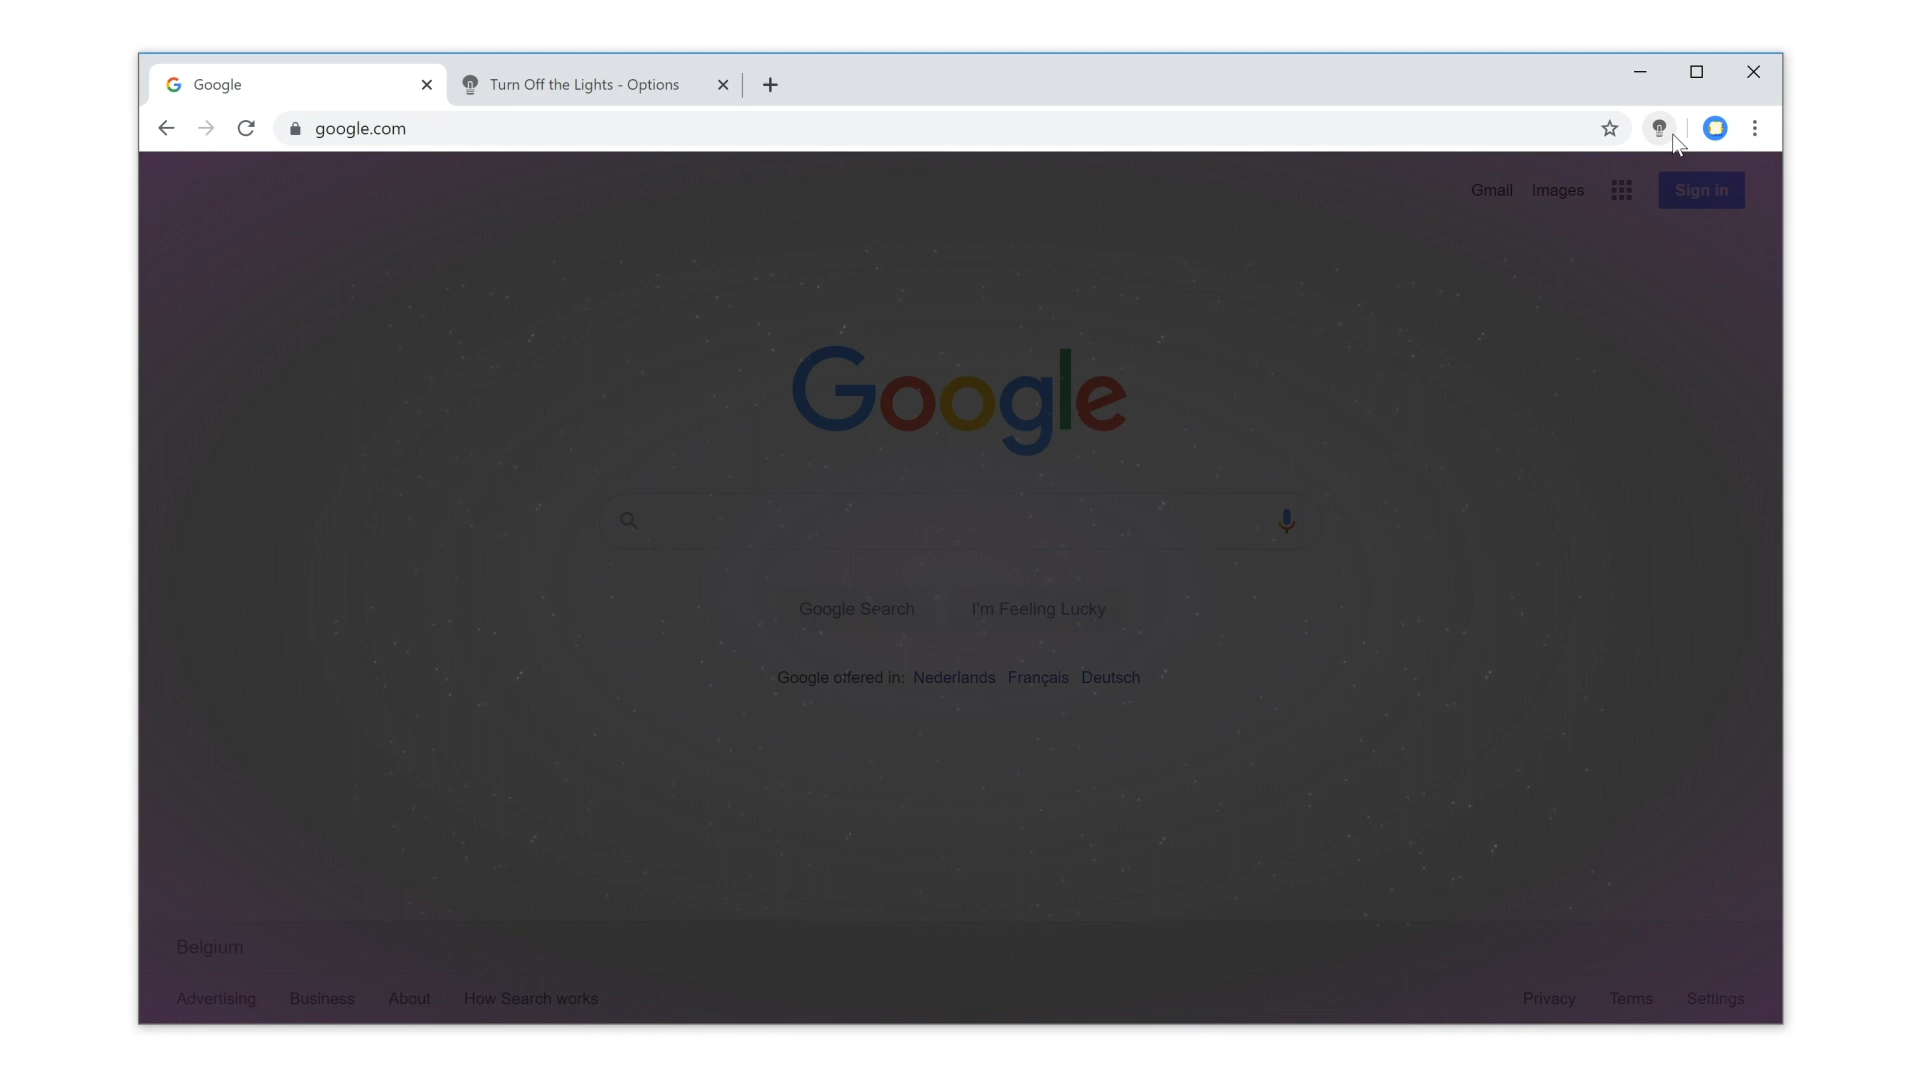 Google
Turn Off the Lights - Options
google.com
Gmail Images Sign in
Google
Google Search I'm Feeling Lucky
Google offered in: Nederlands Français Deutsch
Belgium
Advertising Business About How Search works Privacy Terms Settings